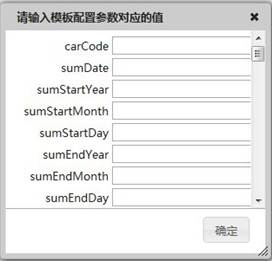 请输入模板配置参数对应的值
carCode
sumDate
sumStartYear
sumStartMonth
sumStartDay
sumEndYear
sumEndMonth
sumEndDay
确定